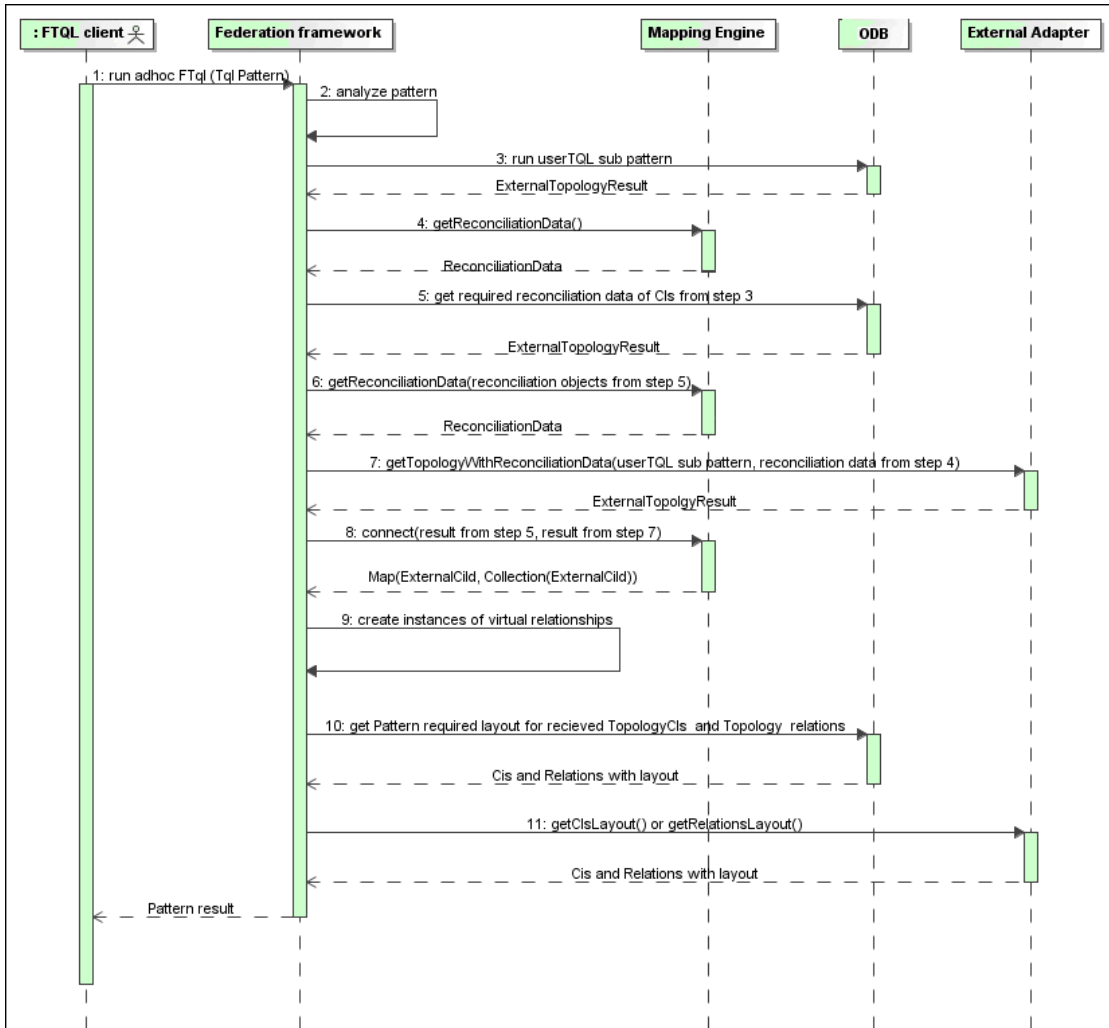 : FTQL client
Federation framework
Mapping Engine
ODB
External Adapter
1: run adhoc FTql (Tql Pattern)
2: analyze pattern
3: run userTQL sub pattern
ExternalTopologyResult
4: getReconciliationData()
ReconciliationData
5: get required reconciliation data of CIs from step 3
ExternalTopologyResult
6: getReconciliationData(reconciliation objects from step 5)
ReconciliationData
7: getTopologyWithReconciliationData(userTQL sub pattern, reconciliation data from step 4)
ExternalTopolgyResult
8: connect(result from step 5, result from step 7)
Map(ExternalCiId, Collection(ExternalCiId))
9: create instances of virtual relationships
10: get Pattern required layout for recieved TopologyCIs and Topology relations
Cis and Relations with layout
11: getCIsLayout() or getRelationsLayout()
Cis and Relations with layout
Pattern result